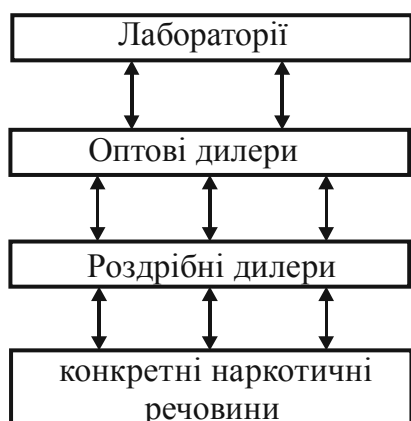 Лабораторії
Оптові дилери
Роздрібні дилери
конкретні наркотичні
речовини